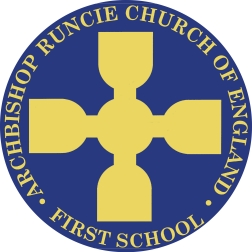 ARCHBISHOP RUNCIE CHURCH OF ENGLAND
• FIRST SCHOOL •